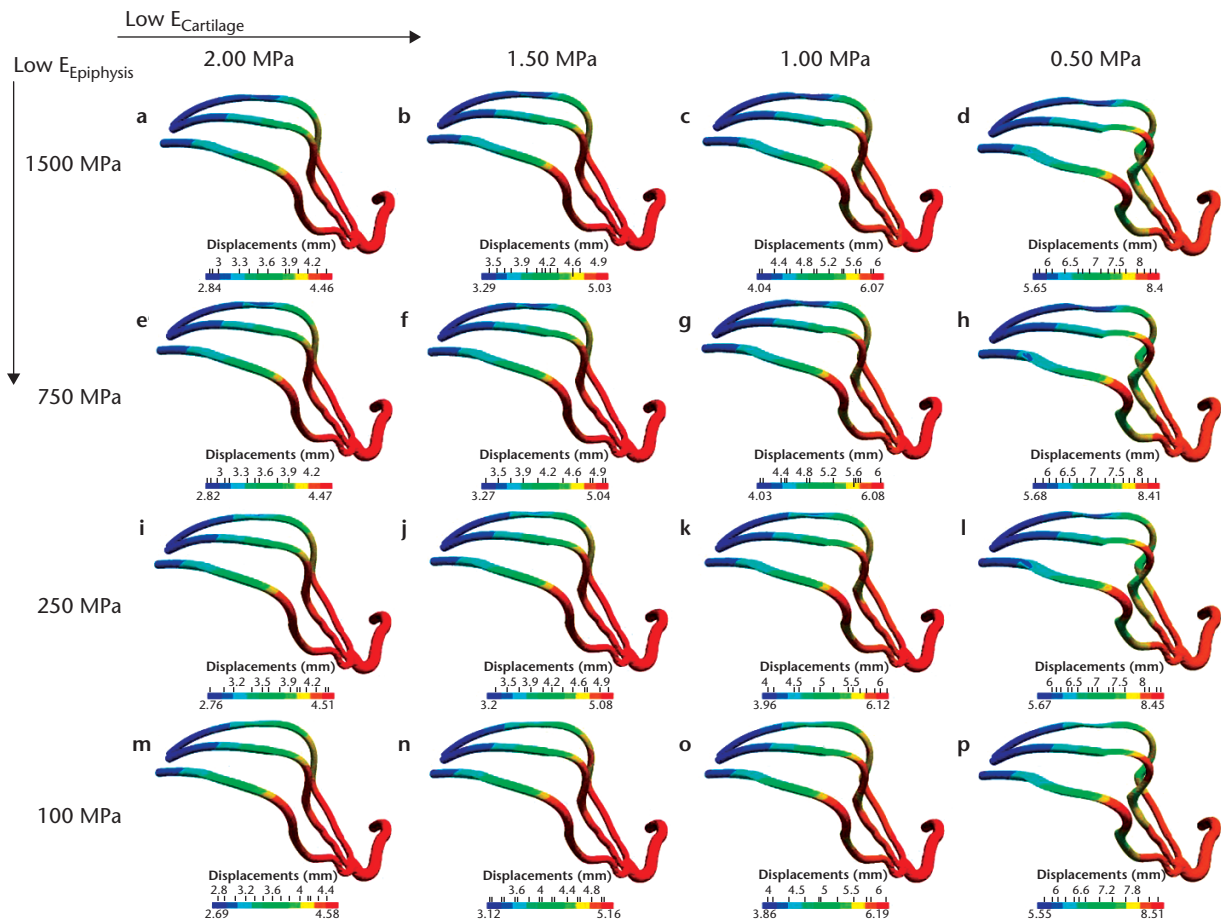 Low E_Cartilage
Low E_Epiphysis
2.00 MPa 1.50 MPa 1.00 MPa 0.50 MPa
1500 MPa
a b c d
Displacements (mm) Displacements (mm) Displacements (mm) Displacements (mm)
3 3.3 3.6 3.9 4.2 3.5 3.9 4.2 4.6 4.9 4.4 4.8 5.2 5.6 6 6 6.5 7 7.5 8
2.84 4.46 3.29 5.03 4.04 6.07 5.65 8.4
750 MPa
e f g h
Displacements (mm) Displacements (mm) Displacements (mm) Displacements (mm)
3 3.3 3.6 3.9 4.2 3.5 3.9 4.2 4.6 4.9 4.4 4.8 5.2 5.6 6 6 6.5 7 7.5 8
2.82 4.47 3.27 5.04 4.03 6.08 5.68 8.41
250 MPa
i j k l
Displacements (mm) Displacements (mm) Displacements (mm) Displacements (mm)
3.2 3.5 3.9 4.2 3.5 3.9 4.2 4.6 4.9 4 4.5 5 5.5 6 6 6.5 7 7.5 8
2.76 4.51 3.2 5.08 3.96 6.12 5.67 8.45
100 MPa
m n o p
Displacements (mm) Displacements (mm) Displacements (mm) Displacements (mm)
2.8 3.2 3.6 4 4.4 3.6 4 4.4 4.8 4 4.5 5 5.5 6 6 6.6 7.2 7.8
2.69 4.58 3.12 5.16 3.86 6.19 5.55 8.51